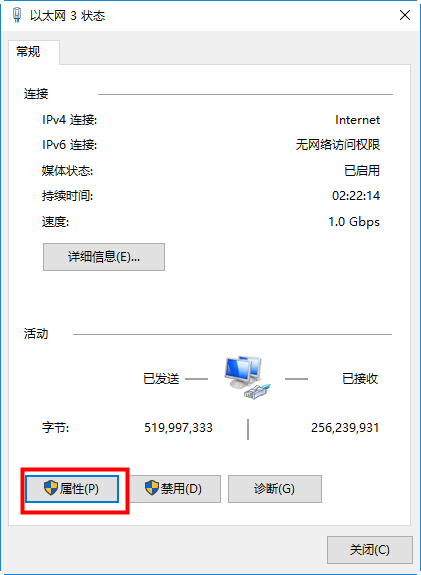 以太网 3 状态
常规
连接
IPv4 连接: Internet
IPv6 连接: 无网络访问权限
媒体状态: 已启用
持续时间: 02:22:14
速度: 1.0 Gbps
详细信息(E)...
活动
已发送 已接收
字节: 519,997,333 256,239,931
属性(P) 禁用(D) 诊断(G)
关闭(C)